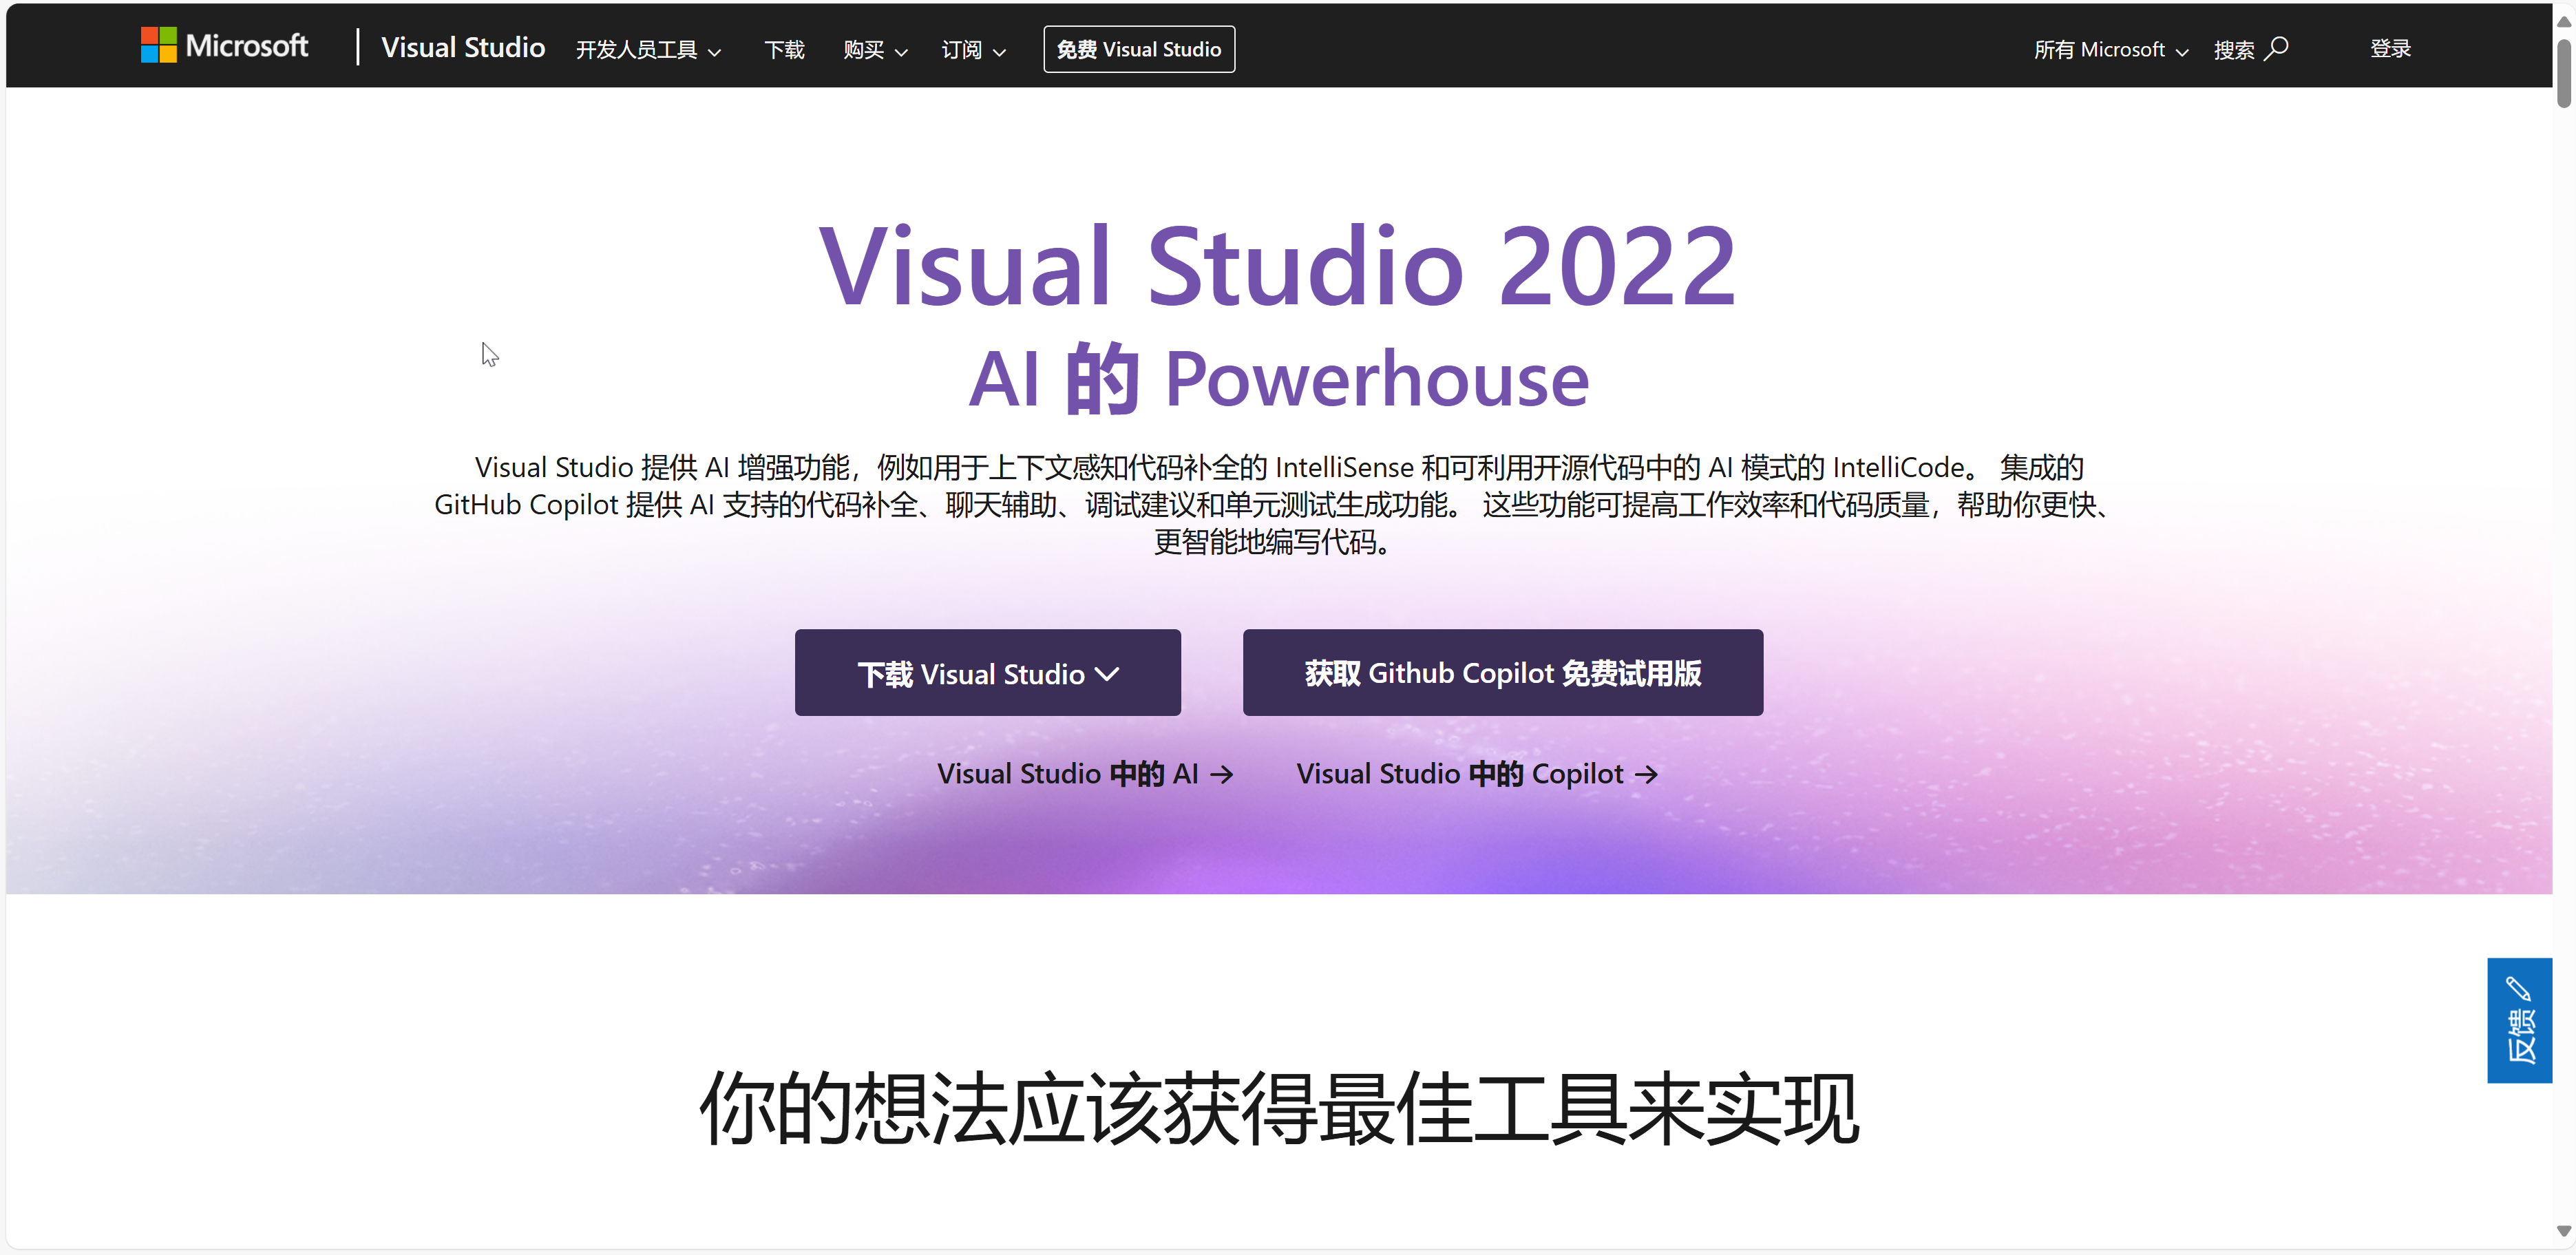 Microsoft
Visual Studio
开发人员工具
下载
购买
订阅
免费 Visual Studio
所有 Microsoft
搜索
登录
Visual Studio 2022
AI 的 Powerhouse
Visual Studio 提供 AI 增强功能，例如用于上下文感知代码补全的 IntelliSense 和可利用开源代码中的 AI 模式的 IntelliCode。 集成的
GitHub Copilot 提供 AI 支持的代码补全、聊天辅助、调试建议和单元测试生成功能。 这些功能可提高工作效率和代码质量，帮助你更快、
更智能地编写代码。
下载 Visual Studio
获取 Github Copilot 免费试用版
Visual Studio 中的 AI →
Visual Studio 中的 Copilot →
反馈
你的想法应该获得最佳工具来实现